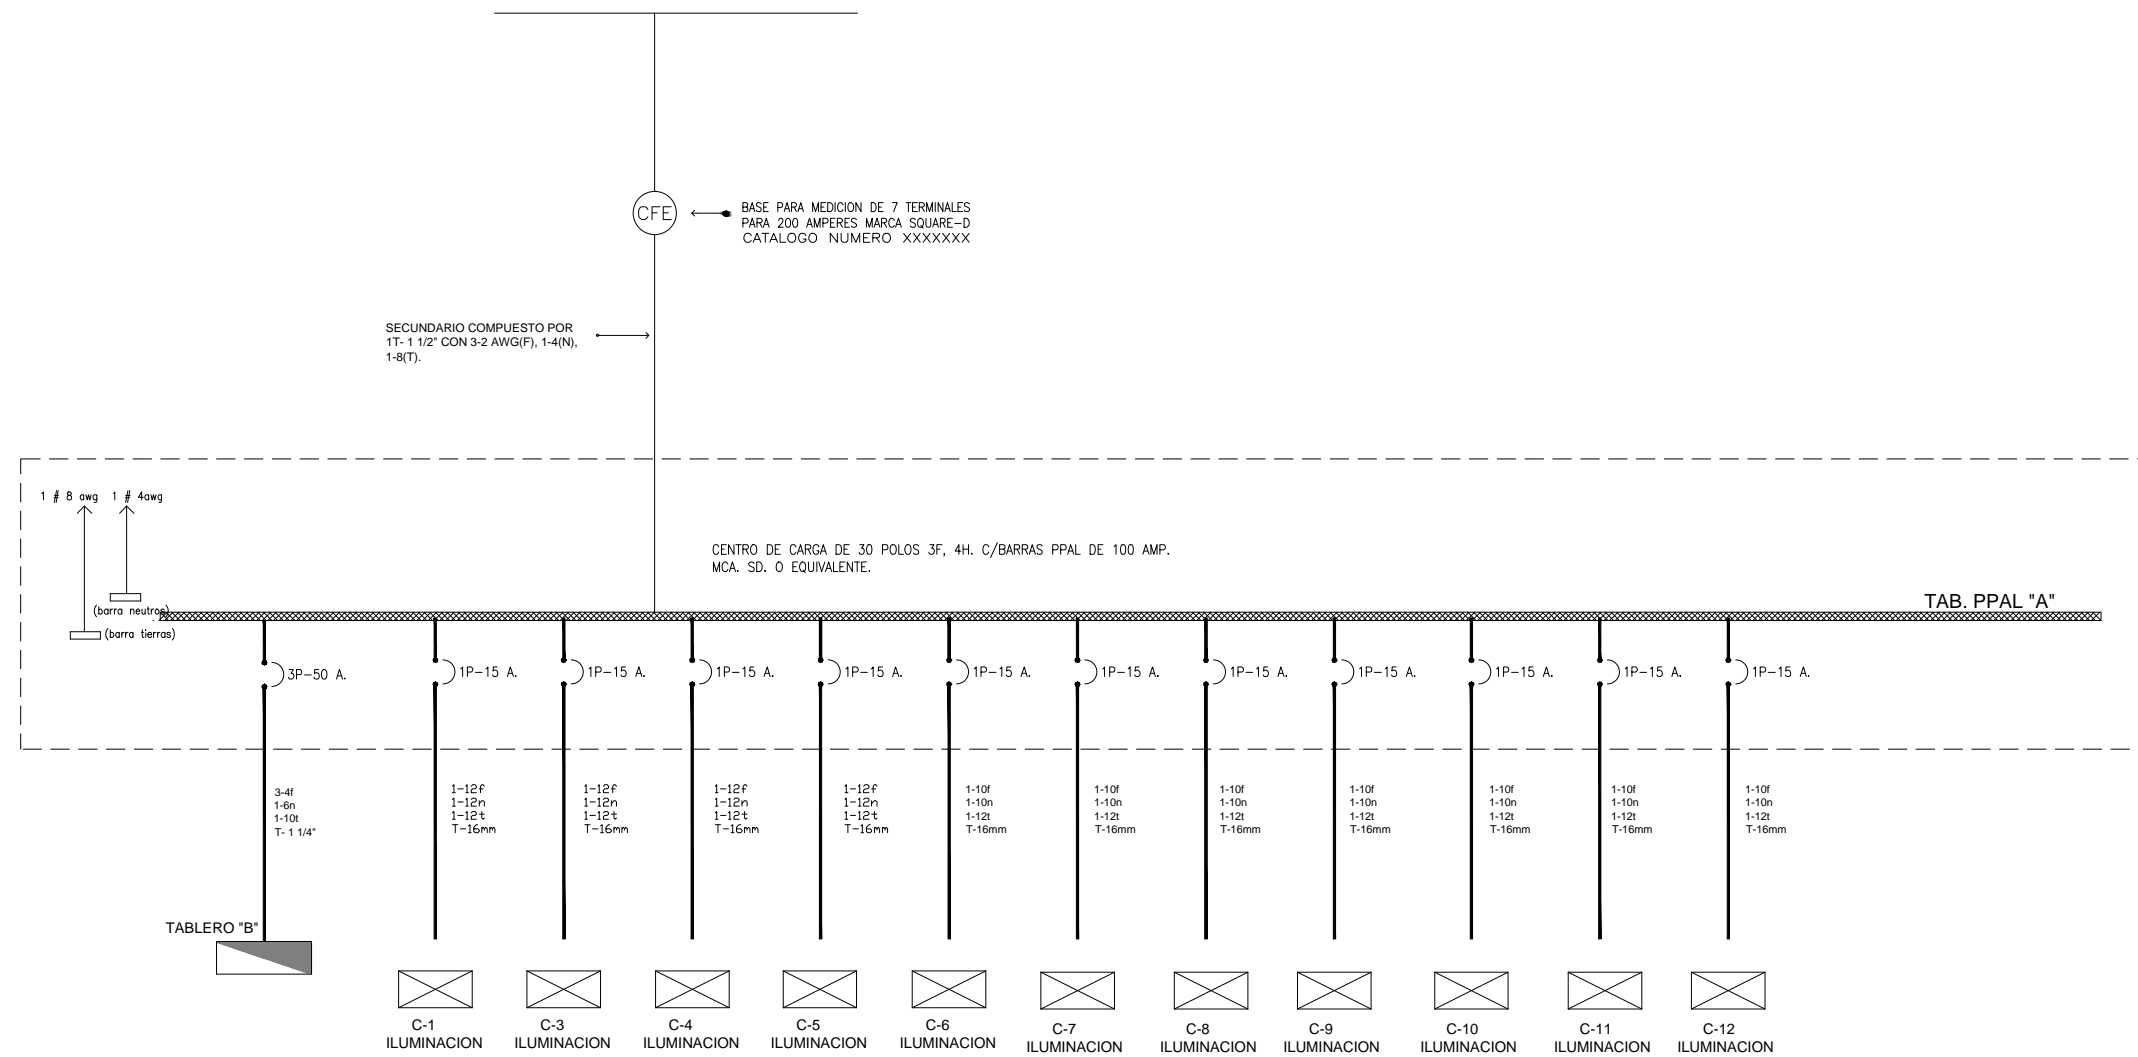 CFE
BASE PARA MEDICION DE 7 TERMINALES
PARA 200 AMPERES MARCA SQUARE-D
CATALOGO NUMERO XXXXXXX
SECUNDARIO COMPUESTO POR
1T- 1 1/2" CON 3-2 AWG(F), 1-4(N),
1-8(T).
1 # 8 awg 1 # 4awg
CENTRO DE CARGA DE 30 POLOS 3F, 4H. C/BARRAS PPAL DE 100 AMP.
MCA. SD. O EQUIVALENTE.
TAB. PPAL "A"
(barra neutros)
(barra tierras)
3P-50 A. 1P-15 A. 1P-15 A. 1P-15 A. 1P-15 A. 1P-15 A. 1P-15 A. 1P-15 A. 1P-15 A. 1P-15 A. 1P-15 A. 1P-15 A.
3-4f
1-6n
1-10t
T- 1 1/4"
1-12f
1-12n
1-12t
T-16mm
1-12f
1-12n
1-12t
T-16mm
1-12f
1-12n
1-12t
T-16mm
1-12f
1-12n
1-12t
T-16mm
1-10f
1-10n
1-12t
T-16mm
1-10f
1-10n
1-12t
T-16mm
1-10f
1-10n
1-12t
T-16mm
1-10f
1-10n
1-12t
T-16mm
1-10f
1-10n
1-12t
T-16mm
1-10f
1-10n
1-12t
T-16mm
1-10f
1-10n
1-12t
T-16mm
TABLERO "B"
C-1
ILUMINACION
C-3
ILUMINACION
C-4
ILUMINACION
C-5
ILUMINACION
C-6
ILUMINACION
C-7
ILUMINACION
C-8
ILUMINACION
C-9
ILUMINACION
C-10
ILUMINACION
C-11
ILUMINACION
C-12
ILUMINACION